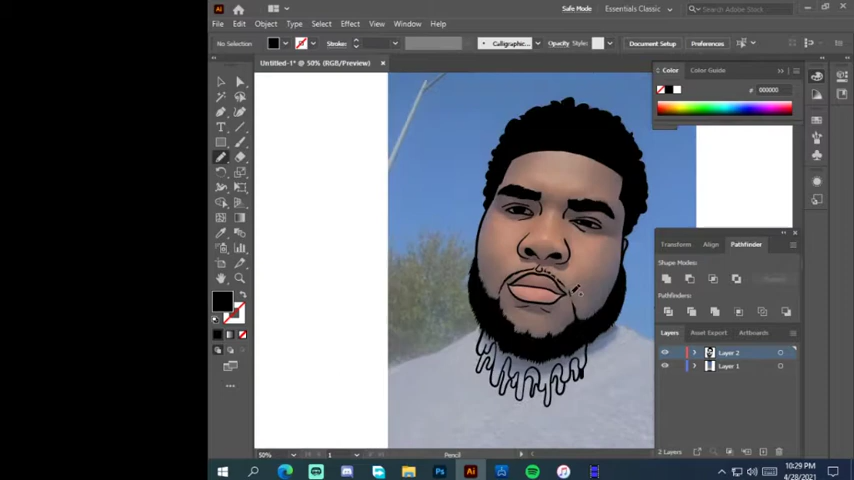 Ai
Safe Mode
Essentials Classic
Search Adobe Stock
File Edit Object Type Select Effect View Window Help
No Selection
Stroke:
Calligraphic...
Opacity
Style:
Document Setup
Preferences
Untitled-1* @ 50% (RGB/Preview)
Color
Color Guide
# 000000
Transform
Align
Pathfinder
Shape Modes:
Pathfinders:
Layers
Asset Export
Artboards
Layer 2
Layer 1
50%
1
Pencil
2 Layers
Ps
Ai
10:29 PM
4/28/2021